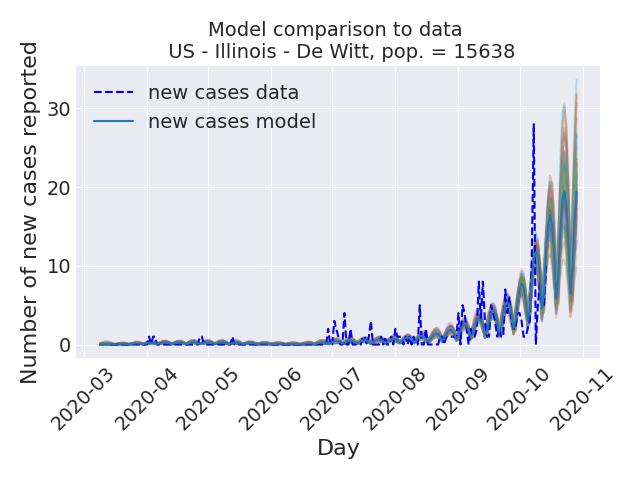 Model comparison to data
US - Illinois - De Witt, pop. = 15638
new cases data
new cases model
Number of new cases reported
30
20
10
0
2020-03
2020-04
2020-05
2020-06
2020-07
2020-08
2020-09
2020-10
2020-11
Day